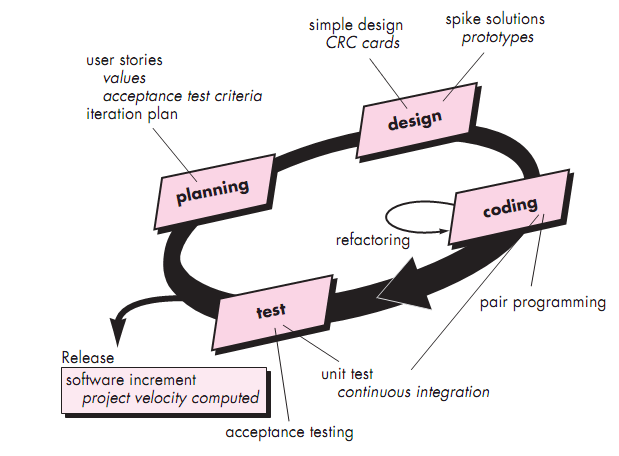 simple design
CRC cards
spike solutions
prototypes
user stories
values
acceptance test criteria
iteration plan
design
planning
coding
refactoring
test
pair programming
Release
software increment
project velocity computed
unit test
continuous integration
acceptance testing